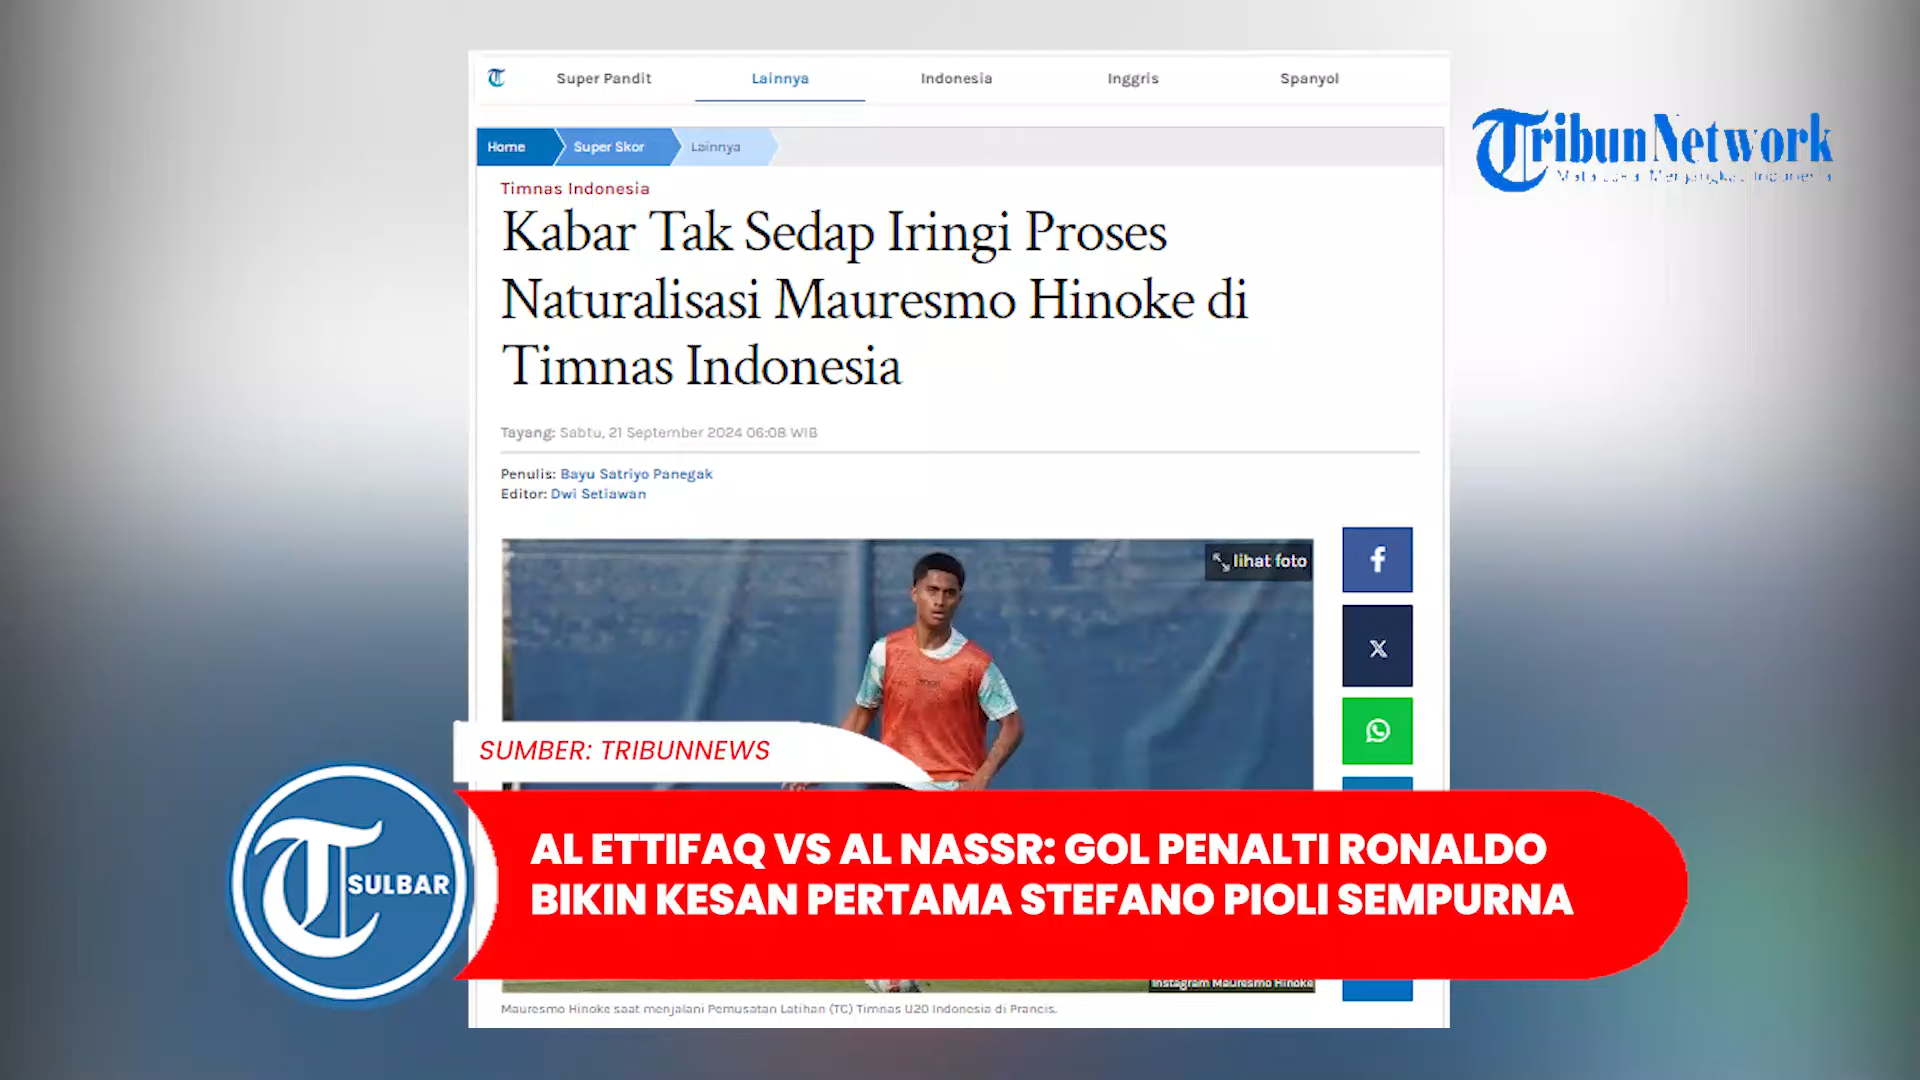 Super Pandit Lainnya Indonesia Inggris Spanyol
Tribun Network
Home Super Skor Lainnya
Timnas Indonesia
Kabar Tak Sedap Iringi Proses
Naturalisasi Mauresmo Hinoke di
Timnas Indonesia
Tayang: Sabtu, 21 September 2024 06:08 WIB
Penulis: Bayu Satriyo Panegak
Editor: Dwi Setiawan
lihat foto
SUMBER: TRIBUNNEWS
SULBAR
AL ETTIFAQ VS AL NASSR: GOL PENALTI RONALDO
BIKIN KESAN PERTAMA STEFANO PIOLI SEMPURNA
Instagram Mauresmo Hinoke
Mauresmo Hinoke saat menjalani Pemusatan Latihan (TC) Timnas U20 Indonesia di Prancis.